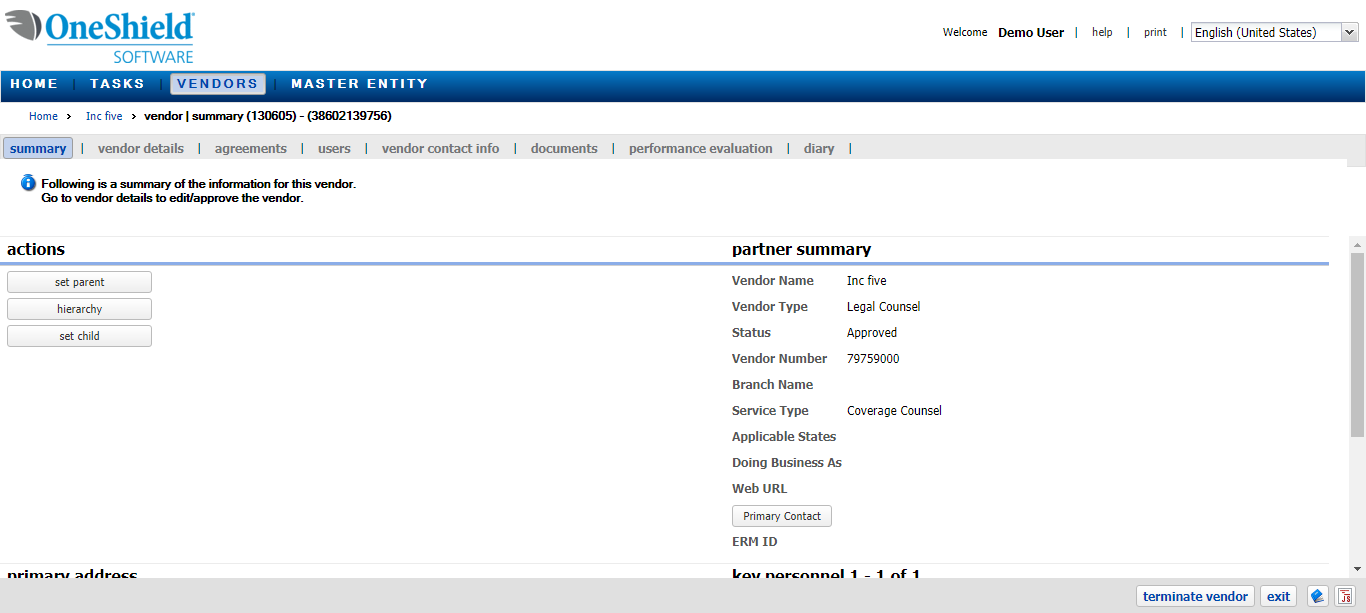 OneShield
SOFTWARE
Welcome Demo User | help | print | English (United States)
HOME | TASKS | VENDORS | MASTER ENTITY
Home > Inc five > vendor | summary (130605) - (38602139756)
summary | vendor details | agreements | users | vendor contact info | documents | performance evaluation | diary |
Following is a summary of the information for this vendor.
Go to vendor details to edit/approve the vendor.
actions
set parent
hierarchy
set child
partner summary
Vendor Name Inc five
Vendor Type Legal Counsel
Status Approved
Vendor Number 79759000
Branch Name
Service Type Coverage Counsel
Applicable States
Doing Business As
Web URL
Primary Contact
ERM ID
primary address
key personnel 1 - 1 of 1
terminate vendor exit JS